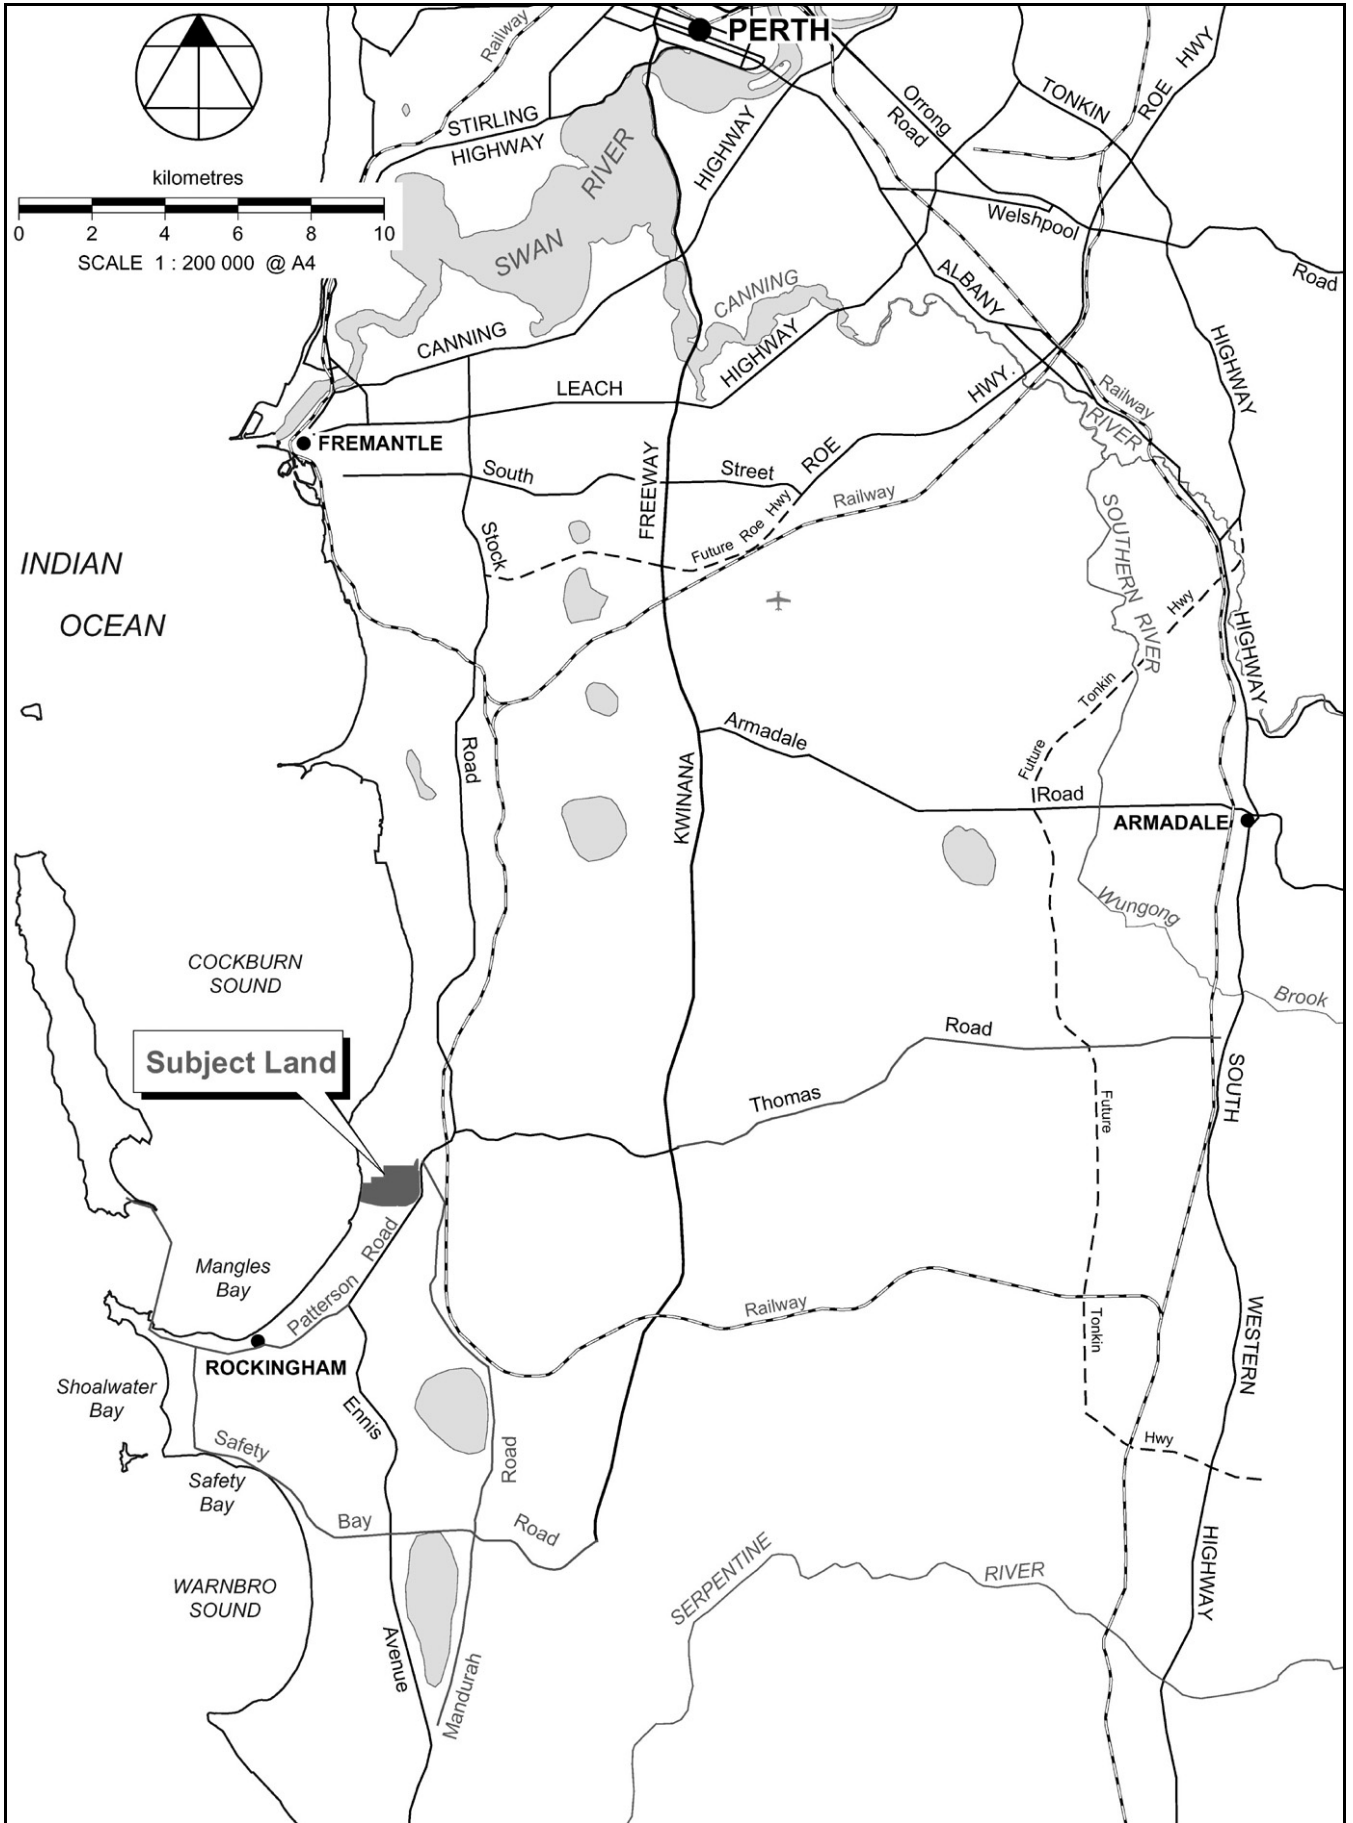 PERTH
Railway
STIRLING
HIGHWAY
HIGHWAY
Orrong
Road
TONKIN
ROE
HWY
kilometres
0 2 4 6 8 10
SCALE 1 : 200 000 @ A4
SWAN
RIVER
Welshpool
Road
ALBANY
CANNING
CANNING
HIGHWAY
HIGHWAY
LEACH
HWY.
Railway
RIVER
FREMANTLE
South
Street
ROE
FREEWAY
Railway
Stock
Future Roe Hwy
SOUTHERN RIVER
Hwy
INDIAN
OCEAN
HIGHWAY
Tonkin
Future
Armadale
Road
Road
KWINANA
ARMADALE
Wungong
Brook
COCKBURN
SOUND
Road
Subject Land
SOUTH
Thomas
Future
Road
Patterson
Mangles
Bay
Railway
Tonkin
WESTERN
ROCKINGHAM
Shoalwater
Bay
Ennis
Safety
Road
Hwy
Safety
Bay
Bay
Road
SERPENTINE
RIVER
HIGHWAY
WARNBRO
SOUND
Avenue
Mandurah